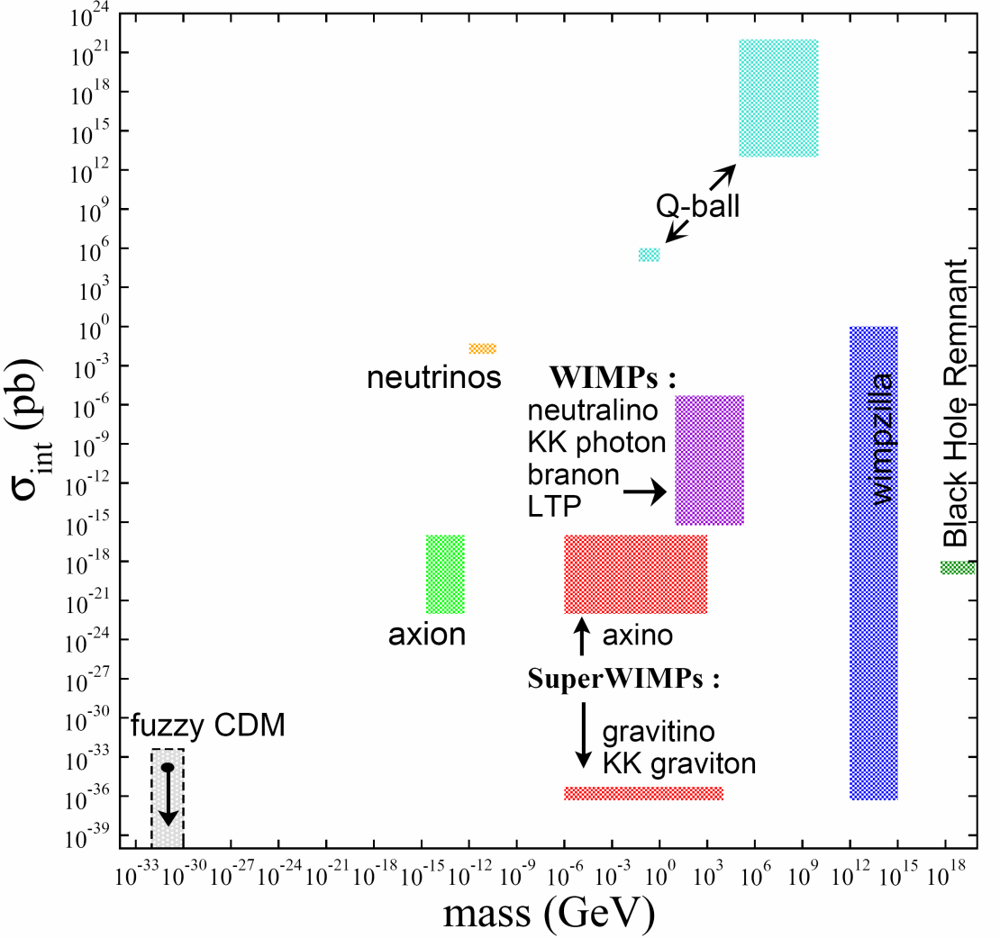 10^24
10^21
10^18
10^15
10^12
10^9
10^6
10^3
10^0
10^-3
10^-6
10^-9
10^-12
10^-15
10^-18
10^-21
10^-24
10^-27
10^-30
10^-33
10^-36
10^-39
σ_int (pb)
Q-ball
neutrinos
WIMPs :
neutralino
KK photon
branon
LTP
wimpzilla
Black Hole Remnant
axion
axino
SuperWIMPs :
gravitino
KK graviton
fuzzy CDM
10^-33 10^-30 10^-27 10^-24 10^-21 10^-18 10^-15 10^-12 10^-9 10^-6 10^-3 10^0 10^3 10^6 10^9 10^12 10^15 10^18
mass (GeV)